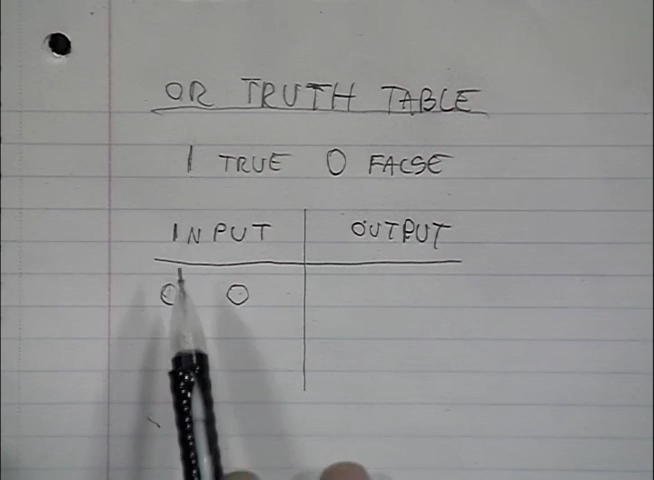 OR TRUTH TABLE
1 TRUE 0 FALSE
INPUT OUTPUT
0 0